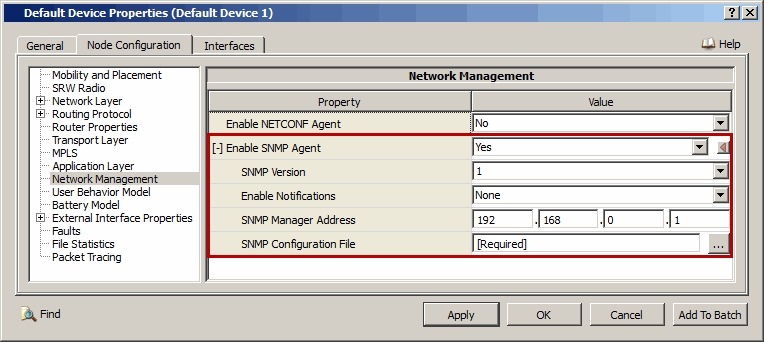 Default Device Properties (Default Device 1)
General
Node Configuration
Interfaces
Help
Mobility and Placement
SRW Radio
Network Layer
Routing Protocol
Router Properties
Transport Layer
MPLS
Application Layer
Network Management
User Behavior Model
Battery Model
External Interface Properties
Faults
File Statistics
Packet Tracing
Network Management
Property Value
Enable NETCONF Agent No
[-] Enable SNMP Agent Yes
SNMP Version 1
Enable Notifications None
SNMP Manager Address 192 . 168 . 0 . 1
SNMP Configuration File [Required] ...
Find
Apply
OK
Cancel
Add To Batch